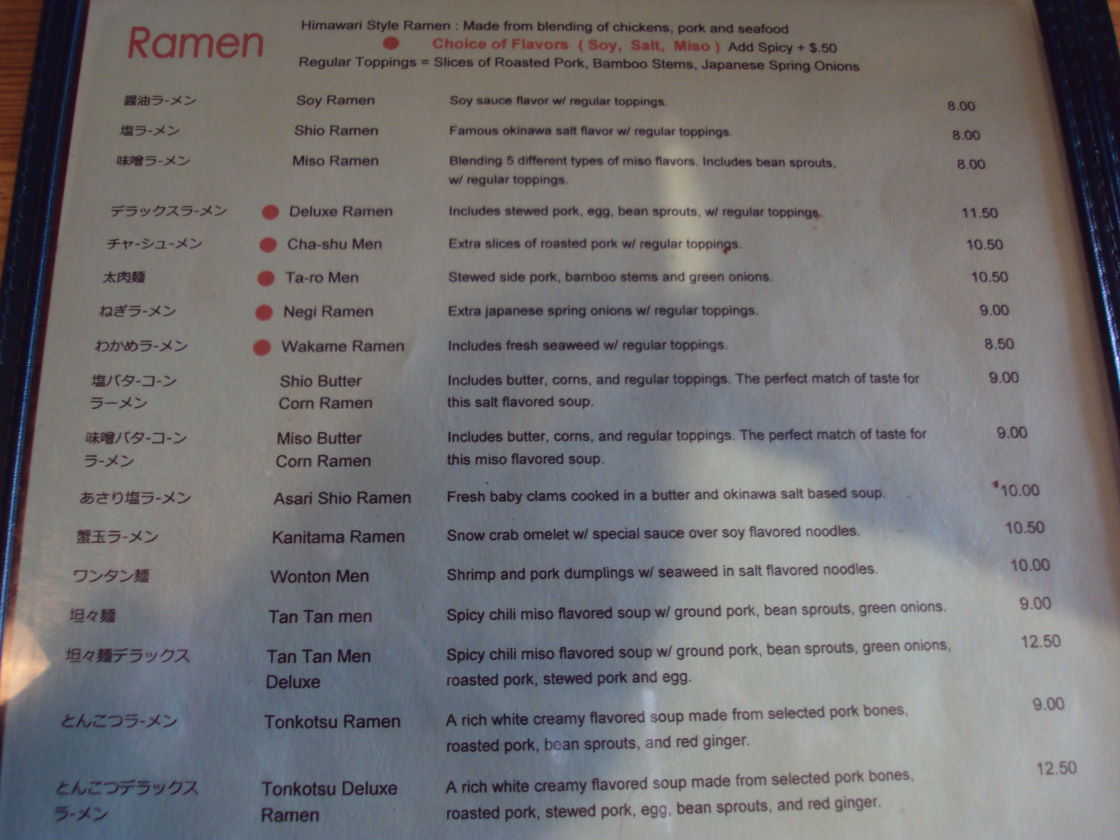 Ramen
Himawari Style Ramen : Made from blending of chickens, pork and seafood
Choice of Flavors ( Soy, Salt, Miso ) Add Spicy + $.50
Regular Toppings = Slices of Roasted Pork, Bamboo Stems, Japanese Spring Onions
醤油ラ-メン Soy Ramen Soy sauce flavor w/ regular toppings. 8.00
塩ラ-メン Shio Ramen Famous okinawa salt flavor w/ regular toppings. 8.00
味噌ラ-メン Miso Ramen Blending 5 different types of miso flavors. Includes bean sprouts, 8.00
w/ regular toppings.
デラックスラ-メン Deluxe Ramen Includes stewed pork, egg, bean sprouts, w/ regular toppings. 11.50
チャ-シュ-メン Cha-shu Men Extra slices of roasted pork w/ regular toppings. 10.50
太肉麺 Ta-ro Men Stewed side pork, bamboo stems and green onions. 10.50
ねぎラ-メン Negi Ramen Extra japanese spring onions w/ regular toppings. 9.00
わかめラ-メン Wakame Ramen Includes fresh seaweed w/ regular toppings. 8.50
塩バタ-コ-ン Shio Butter Includes butter, corns, and regular toppings. The perfect match of taste for 9.00
ラーメン Corn Ramen this salt flavored soup.
味噌バタ-コ-ン Miso Butter Includes butter, corns, and regular toppings. The perfect match of taste for 9.00
ラ-メン Corn Ramen this miso flavored soup.
あさり塩ラ-メン Asari Shio Ramen Fresh baby clams cooked in a butter and okinawa salt based soup. 10.00
蟹玉ラ-メン Kanitama Ramen Snow crab omelet w/ special sauce over soy flavored noodles. 10.50
ワンタン麺 Wonton Men Shrimp and pork dumplings w/ seaweed in salt flavored noodles. 10.00
坦々麺 Tan Tan men Spicy chili miso flavored soup w/ ground pork, bean sprouts, green onions. 9.00
坦々麺デラックス Tan Tan Men Spicy chili miso flavored soup w/ ground pork, bean sprouts, green onions, 12.50
Deluxe roasted pork, stewed pork and egg.
とんこつラ-メン Tonkotsu Ramen A rich white creamy flavored soup made from selected pork bones, 9.00
roasted pork, bean sprouts, and red ginger.
とんこつデラックス Tonkotsu Deluxe A rich white creamy flavored soup made from selected pork bones, 12.50
ラ-メン Ramen roasted pork, stewed pork, egg, bean sprouts, and red ginger.